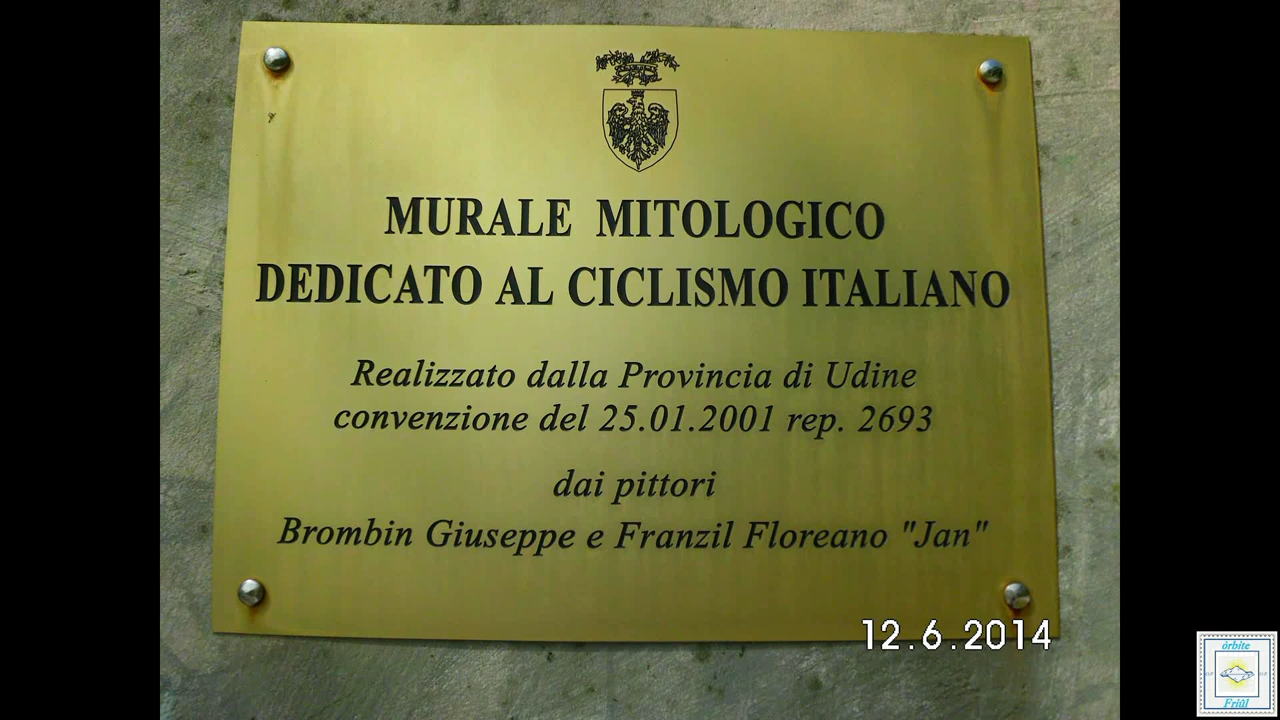 MURALE MITOLOGICO
DEDICATO AL CICLISMO ITALIANO
Realizzato dalla Provincia di Udine
convenzione del 25.01.2001 rep. 2693
dai pittori
Brombin Giuseppe e Franzil Floreano "Jan"
12.6.2014
òrbite
Friûl